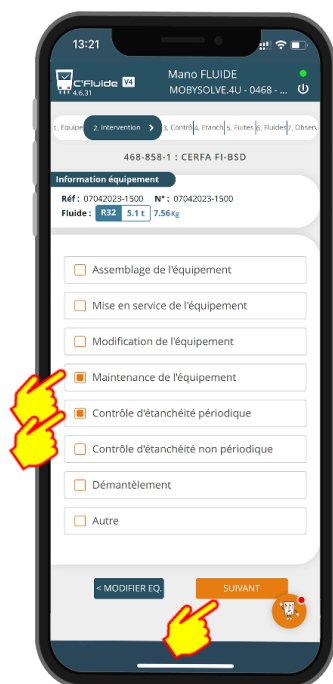 13:21
C'Fluide V4
4.6.31
Mano FLUIDE
MOBYSOLVE.4U - 0468 - ...
1, Equipe 2, Intervention > 3, Contrôl 4, Etanch 5, Fuites 6, Fluides 7, Obser
468-858-1 : CERFA FI-BSD
Information équipement
Réf : 07042023-1500 N° : 07042023-1500
Fluide : R32 5.1 t 7.56 Kg
Assemblage de l'équipement
Mise en service de l'équipement
Modification de l'équipement
Maintenance de l'équipement
Contrôle d'étanchéité périodique
Contrôle d'étanchéité non périodique
Démantèlement
Autre
< MODIFIER EQ. SUIVANT